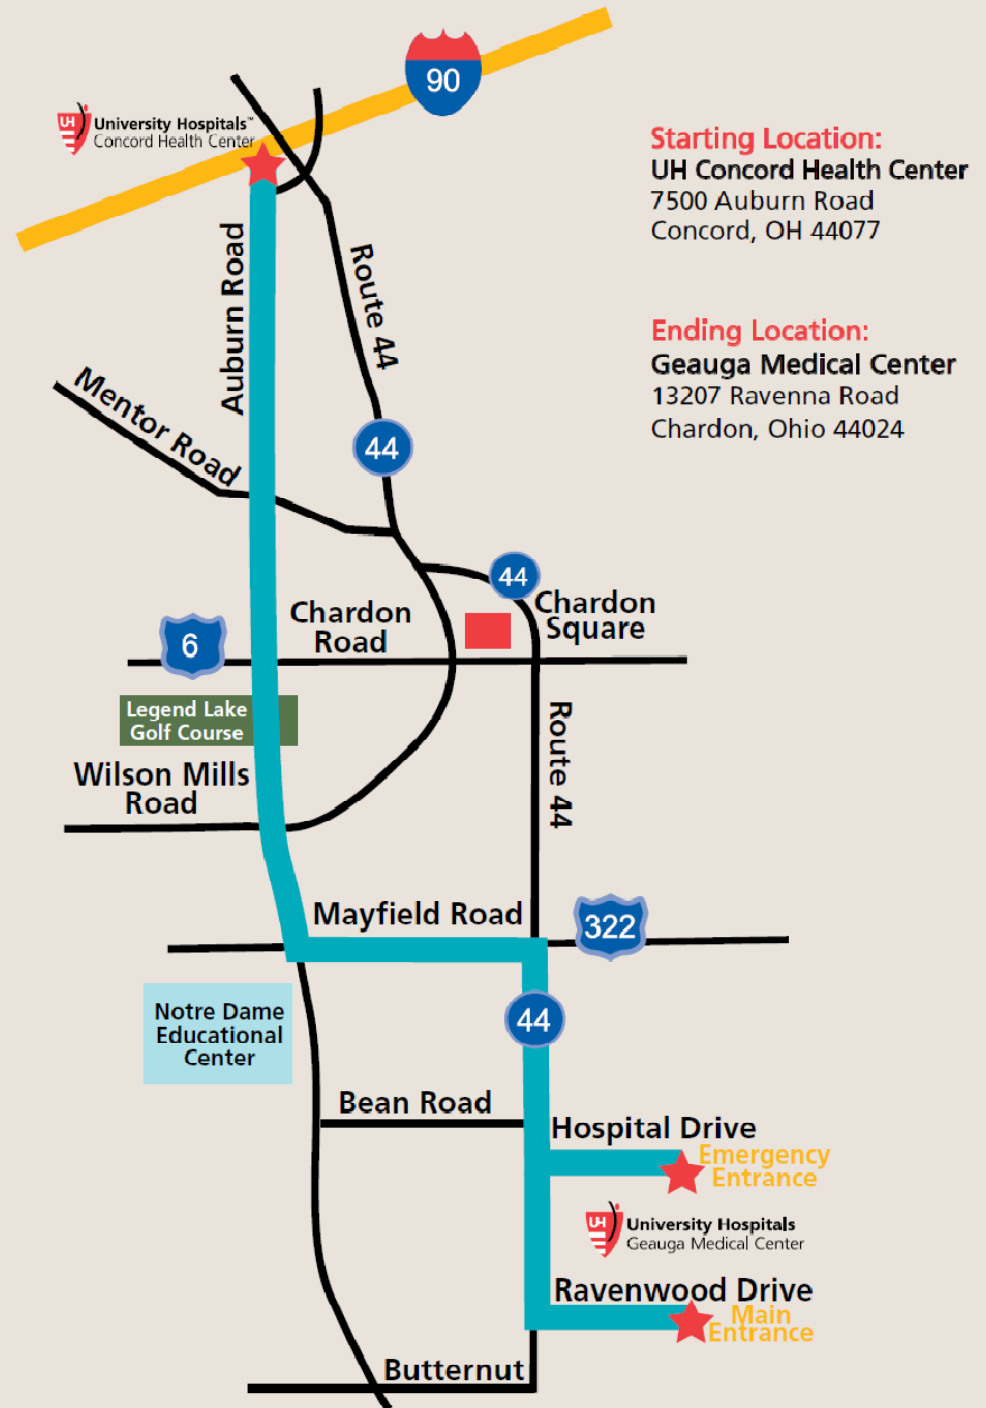 90
UH
University Hospitals™
Concord Health Center
Starting Location:
UH Concord Health Center
7500 Auburn Road
Concord, OH 44077
Auburn Road
Route 44
Ending Location:
Geauga Medical Center
13207 Ravenna Road
Chardon, Ohio 44024
Mentor Road
44
44
Chardon
Square
Chardon
Road
6
Legend Lake
Golf Course
Route 44
Wilson Mills
Road
Mayfield Road
322
Notre Dame
Educational
Center
44
Bean Road
Hospital Drive
Emergency
Entrance
UH
University Hospitals
Geauga Medical Center
Ravenwood Drive
Main
Entrance
Butternut